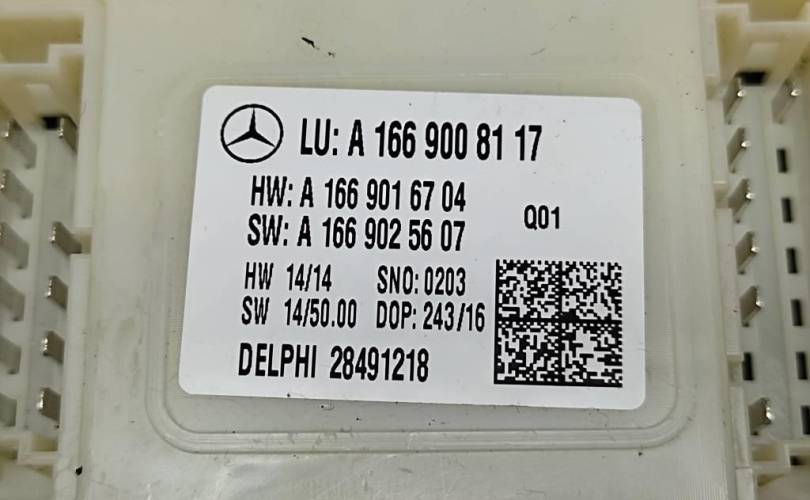 LU: A 166 900 81 17
HW: A 166 901 67 04
SW: A 166 902 56 07
Q01
HW 14/14 SNO: 0203
SW 14/50.00 DOP: 243/16
DELPHI 28491218